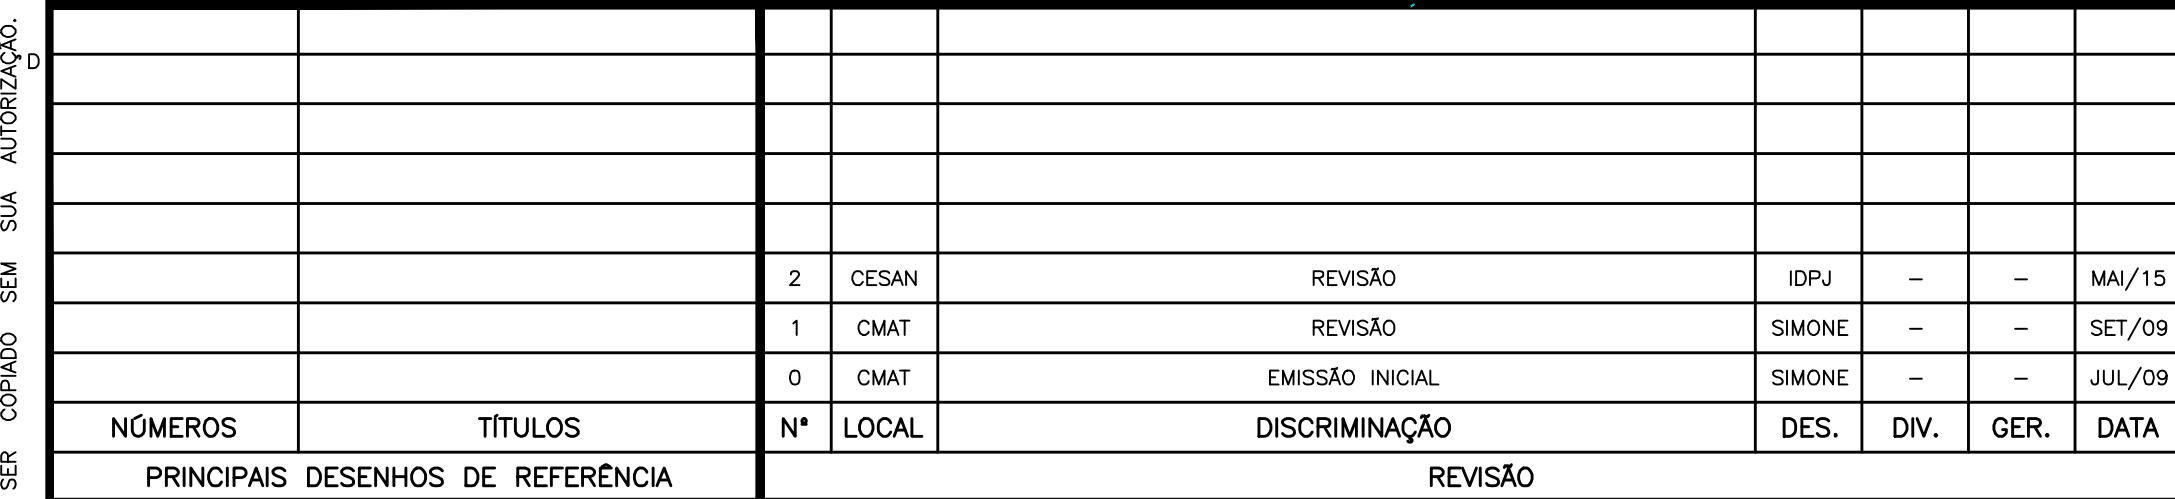 SER COPIADO SEM SUA AUTORIZAÇÃO.
D
2 CESAN REVISÃO IDPJ - - MAI/15
1 CMAT REVISÃO SIMONE - - SET/09
0 CMAT EMISSÃO INICIAL SIMONE - - JUL/09
NÚMEROS TÍTULOS Nº LOCAL DISCRIMINAÇÃO DES. DIV. GER. DATA
PRINCIPAIS DESENHOS DE REFERÊNCIA REVISÃO